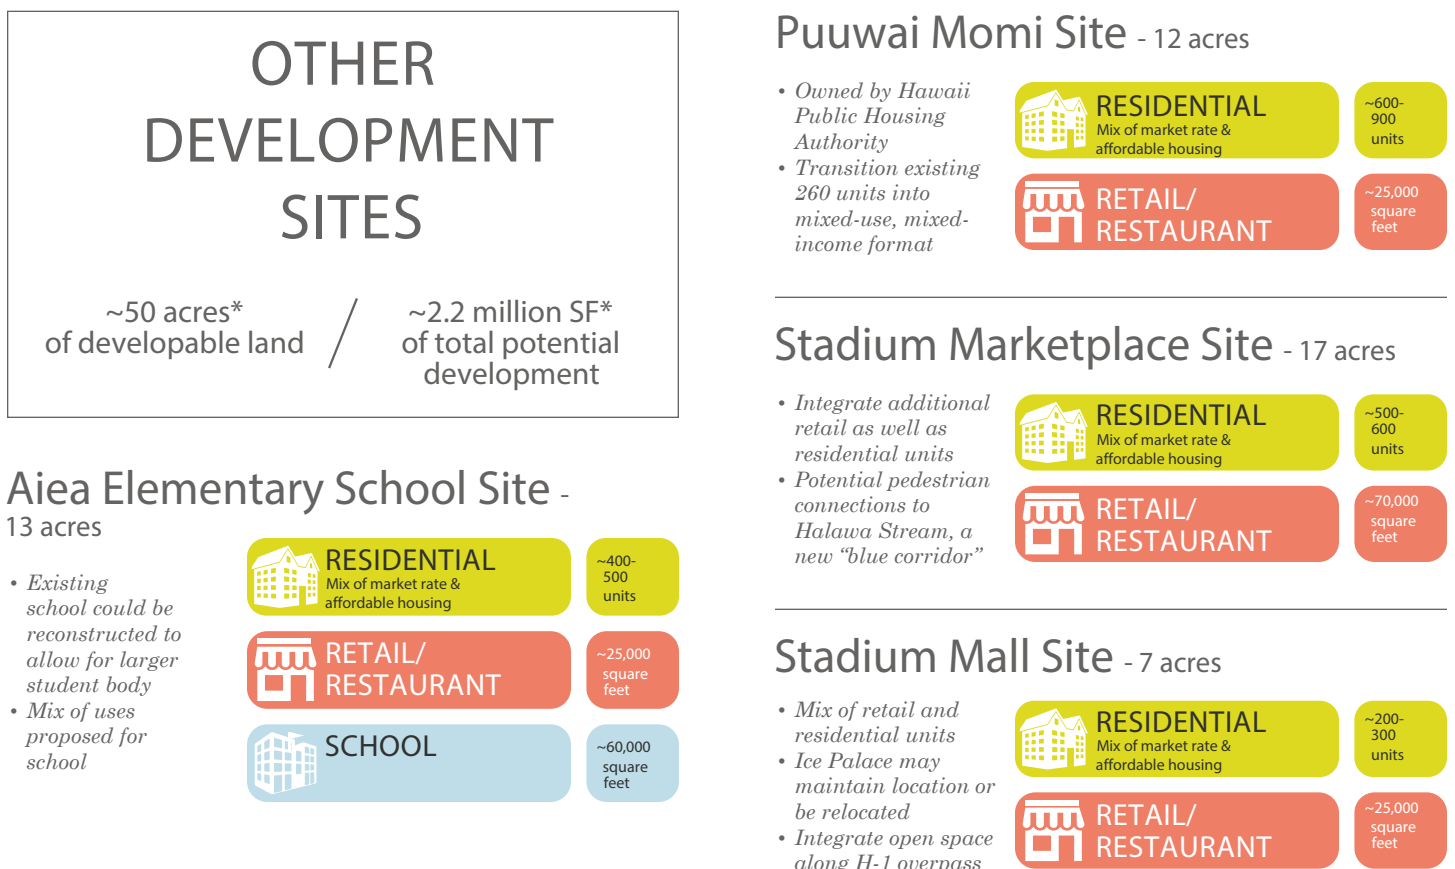 OTHER
DEVELOPMENT
SITES
~50 acres*
of developable land
~2.2 million SF*
of total potential
development
Aiea Elementary School Site -
13 acres
• Existing
school could be
reconstructed to
allow for larger
student body
• Mix of uses
proposed for
school
RESIDENTIAL
Mix of market rate &
affordable housing
~400-
500
units
RETAIL/
RESTAURANT
~25,000
square
feet
SCHOOL
~60,000
square
feet
Puuwai Momi Site - 12 acres
• Owned by Hawaii
Public Housing
Authority
• Transition existing
260 units into
mixed-use, mixed-
income format
RESIDENTIAL
Mix of market rate &
affordable housing
~600-
900
units
RETAIL/
RESTAURANT
~25,000
square
feet
Stadium Marketplace Site - 17 acres
• Integrate additional
retail as well as
residential units
• Potential pedestrian
connections to
Halawa Stream, a
new “blue corridor”
RESIDENTIAL
Mix of market rate &
affordable housing
~500-
600
units
RETAIL/
RESTAURANT
~70,000
square
feet
Stadium Mall Site - 7 acres
• Mix of retail and
residential units
• Ice Palace may
maintain location or
be relocated
• Integrate open space
along H-1 overpass
RESIDENTIAL
Mix of market rate &
affordable housing
~200-
300
units
RETAIL/
RESTAURANT
~25,000
square
feet